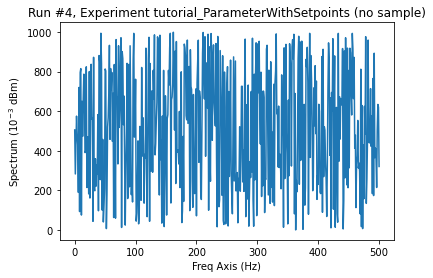 Run #4, Experiment tutorial_ParameterWithSetpoints (no sample)
1000
800
600
400
200
0
Spectrum (10⁻³ dBm)
0 100 200 300 400 500
Freq Axis (Hz)